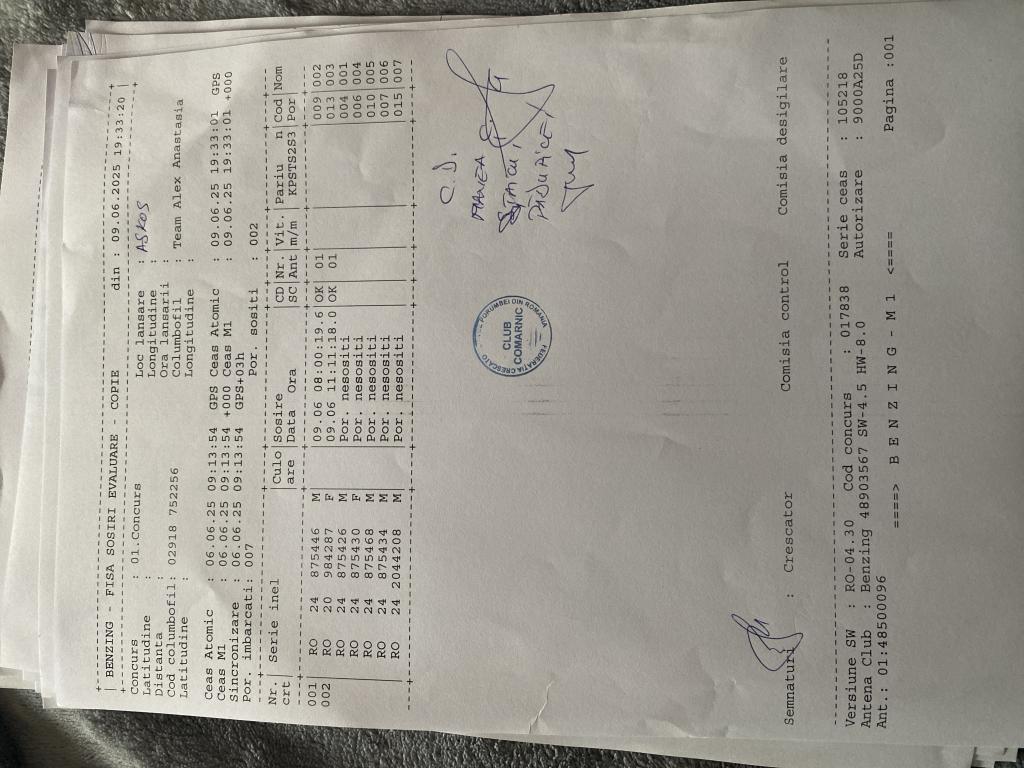 | BENZING - FISA SOSIRI EVALUARE - COPIE din : 09.06.2025 19:33:20 |
Concurs : 01.Concurs Loc lansare : ASKOS
Latitudine : Longitudine :
Distanta : Ora lansarii :
Cod columbofil: 02918 752256 Columbofil : Team Alex Anastasia
Latitudine : Longitudine :
Ceas Atomic : 06.06.25 09:13:54 GPS Ceas Atomic : 09.06.25 19:33:01 GPS
Ceas M1 : 06.06.25 09:13:54 +000 Ceas M1 : 09.06.25 19:33:01 +000
Sincronizare : 06.06.25 09:13:54 GPS+03h
Por. imbarcati: 007 Por. sositi : 002
Nr.| Serie inel |Culo|Sosire |CD|Nr.|Vit.|Pariu n|Cod|Nom
crt| |are |Data Ora |SC|Ant|m/m |KPSTS2S3|Por|
001| RO 24 875446 M| |09.06 08:00:19.6|OK| 01| | |009|002
002| RO 20 984287 F| |09.06 11:11:18.0|OK| 01| | |013|003
RO 24 875426 M| |Por. nesositi |004|001
RO 24 875430 F| |Por. nesositi |006|004
RO 24 875468 M| |Por. nesositi |010|005
RO 24 875434 M| |Por. nesositi |007|006
RO 24 2044208 M| |Por. nesositi |015|007
C.D.
MANEA
FEDERATIA CRESCATO PORUMBEI DIN ROMANIA
CLUB
COMARNIC
Semnaturi : Crescator Comisia control Comisia desigilare
Versiune SW : RO-04.30 Cod concurs : 017838 Serie ceas : 105218
Antena Club : Benzing 48903567 SW-4.5 HW-8.0 Autorizare : 9000A25D
Ant.: 01:48500096
====> B E N Z I N G - M 1 <==== Pagina :001